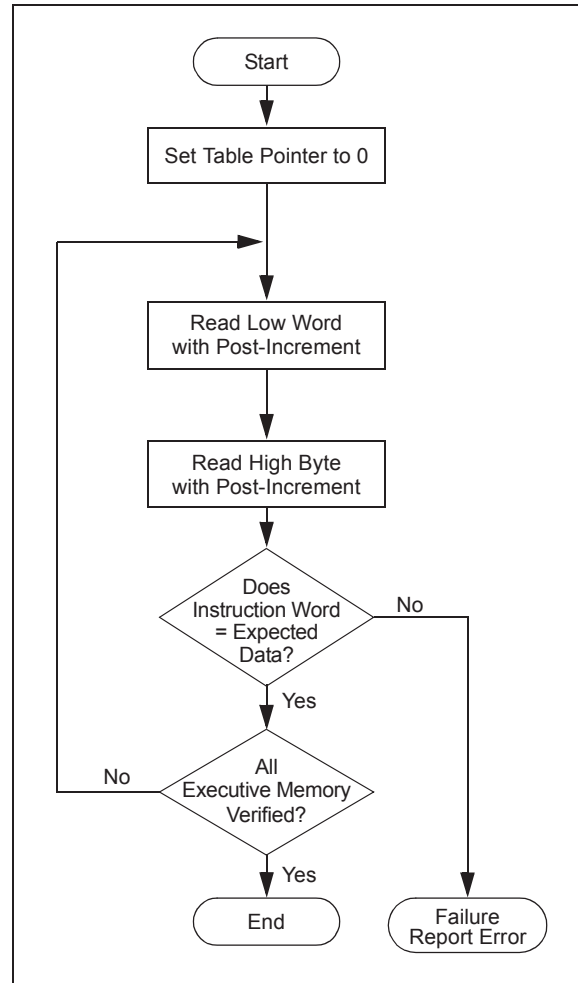 Start
Set Table Pointer to 0
Read Low Word
with Post-Increment
Read High Byte
with Post-Increment
Does
Instruction Word
= Expected
Data?
No
Yes
All
Executive Memory
Verified?
No
Yes
End
Failure
Report Error